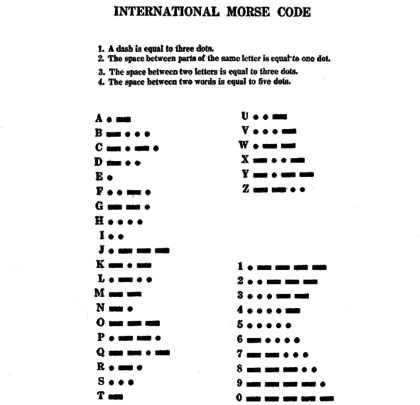 INTERNATIONAL MORSE CODE
1. A dash is equal to three dots.
2. The space between parts of the same letter is equal to one dot.
3. The space between two letters is equal to three dots.
4. The space between two words is equal to five dots.
A
B
C
D
E
F
G
H
I
J
K
L
M
N
O
P
Q
R
S
T
U
V
W
X
Y
Z
1
2
3
4
5
6
7
8
9
0